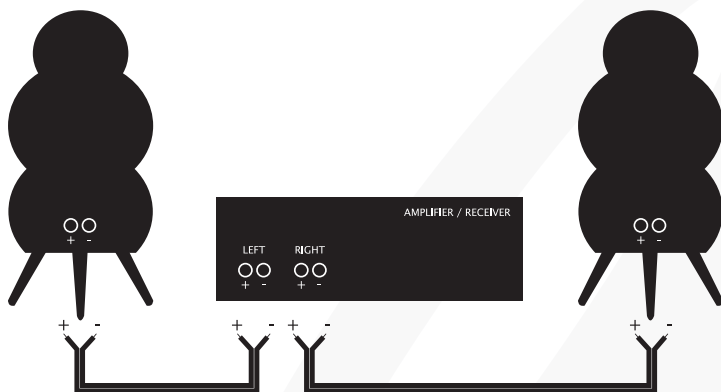 AMPLIFIER / RECEIVER
LEFT RIGHT
+ - + - + - + -
+ - + - + - + -